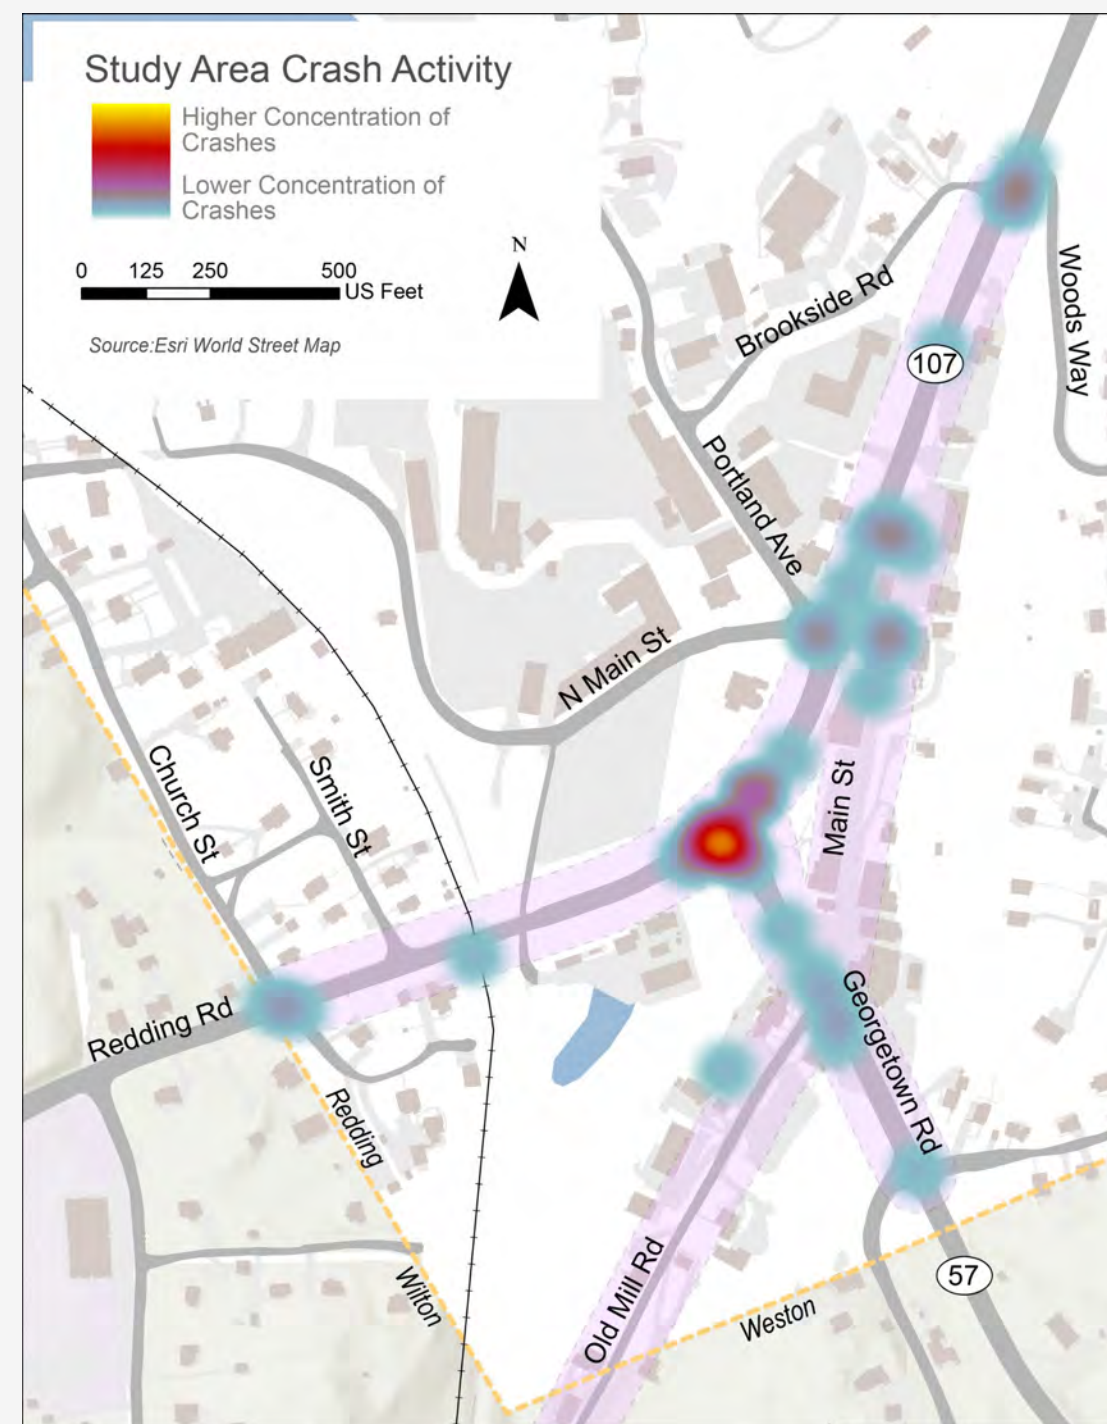 Study Area Crash Activity
Higher Concentration of
Crashes
Lower Concentration of
Crashes
N
0 125 250 500
US Feet
Source:Esri World Street Map
Woods Way
Brookside Rd
107
Portland Ave
N Main St
Church St
Smith St
Main St
Redding Rd
Georgetown Rd
Redding
Wilton
Old Mill Rd
57
Weston